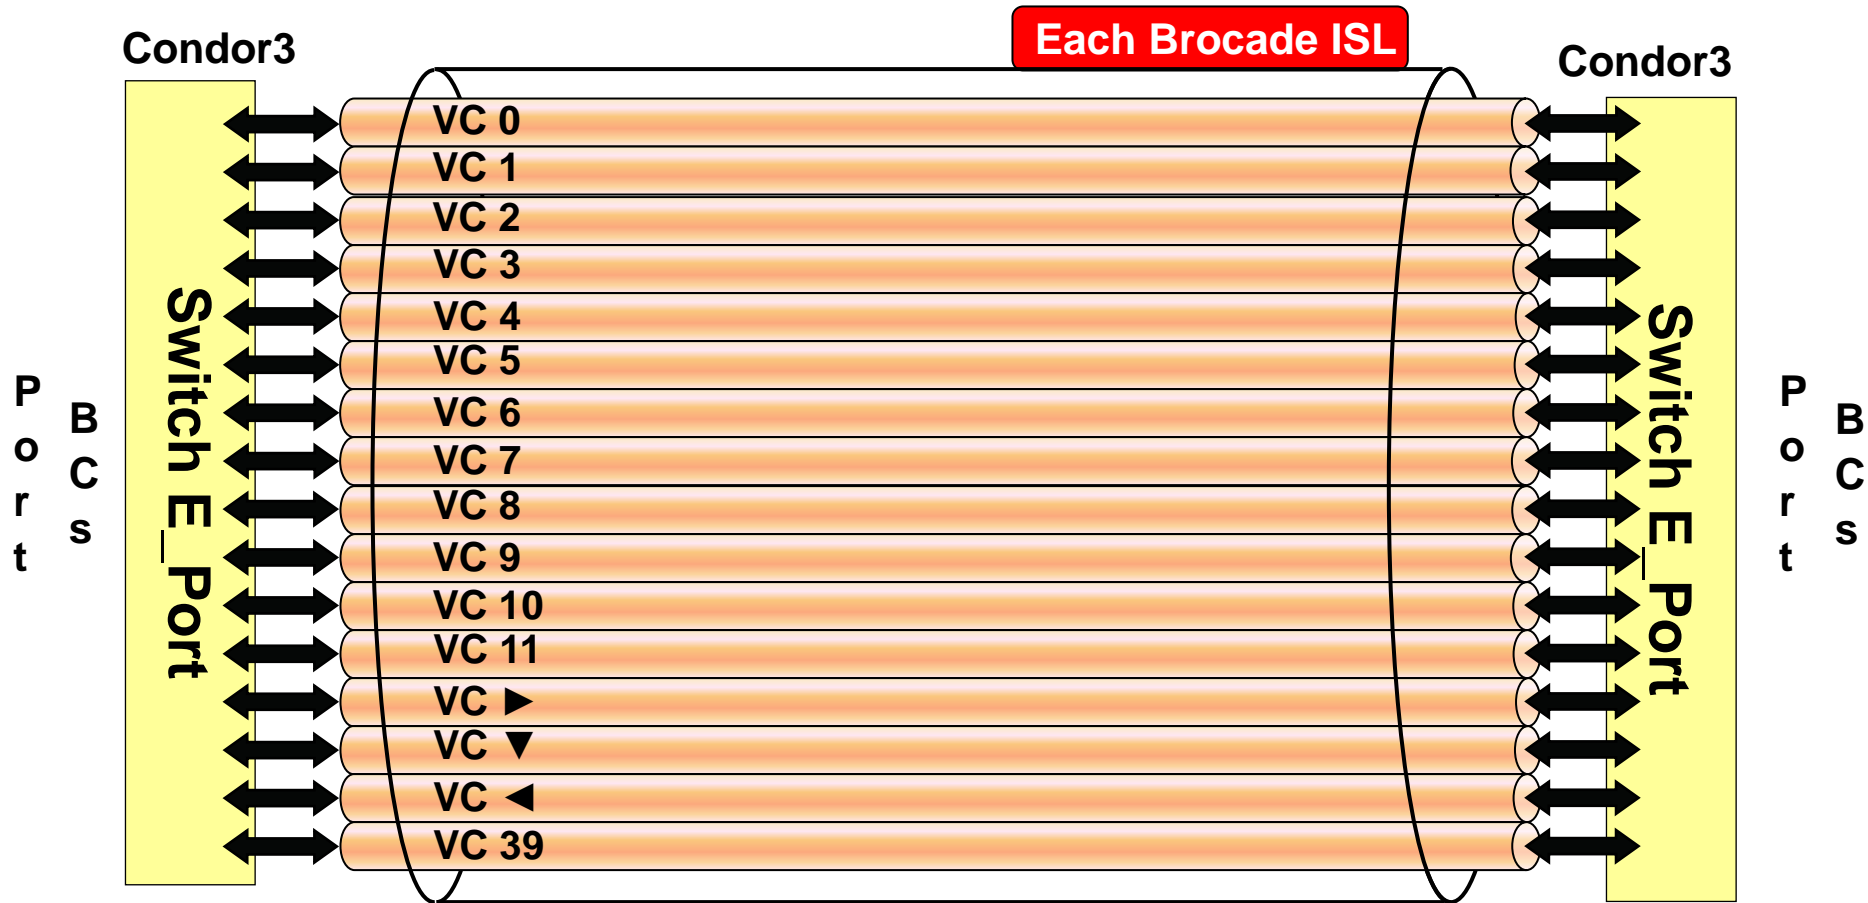 Each Brocade ISL
Condor3
Condor3
VC 0
VC 1
VC 2
VC 3
VC 4
VC 5
VC 6
VC 7
VC 8
VC 9
VC 10
VC 11
VC ►
VC ▼
VC ◄
VC 39
Port
BCs
Switch E_Port
Switch E_Port
Port
BCs